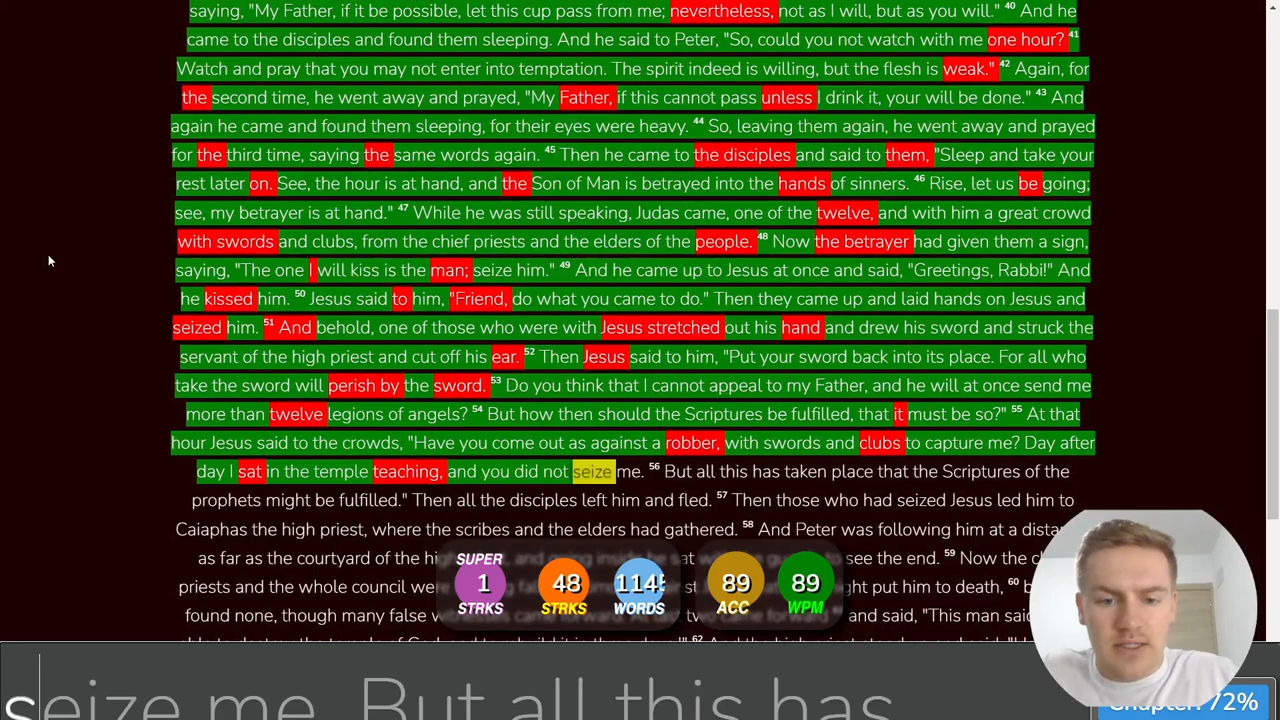 saying, "My Father, if it be possible, let this cup pass from me; nevertheless, not as I will, but as you will." 40 And he
came to the disciples and found them sleeping. And he said to Peter, "So, could you not watch with me one hour? 41
Watch and pray that you may not enter into temptation. The spirit indeed is willing, but the flesh is weak." 42 Again, for
the second time, he went away and prayed, "My Father, if this cannot pass unless I drink it, your will be done." 43 And
again he came and found them sleeping, for their eyes were heavy. 44 So, leaving them again, he went away and prayed
for the third time, saying the same words again. 45 Then he came to the disciples and said to them, "Sleep and take your
rest later on. See, the hour is at hand, and the Son of Man is betrayed into the hands of sinners. 46 Rise, let us be going;
see, my betrayer is at hand." 47 While he was still speaking, Judas came, one of the twelve, and with him a great crowd
with swords and clubs, from the chief priests and the elders of the people. 48 Now the betrayer had given them a sign,
saying, "The one I will kiss is the man; seize him." 49 And he came up to Jesus at once and said, "Greetings, Rabbi!" And
he kissed him. 50 Jesus said to him, "Friend, do what you came to do." Then they came up and laid hands on Jesus and
seized him. 51 And behold, one of those who were with Jesus stretched out his hand and drew his sword and struck the
servant of the high priest and cut off his ear. 52 Then Jesus said to him, "Put your sword back into its place. For all who
take the sword will perish by the sword. 53 Do you think that I cannot appeal to my Father, and he will at once send me
more than twelve legions of angels? 54 But how then should the Scriptures be fulfilled, that it must be so?" 55 At that
hour Jesus said to the crowds, "Have you come out as against a robber, with swords and clubs to capture me? Day after
day I sat in the temple teaching, and you did not seize me. 56 But all this has taken place that the Scriptures of the
prophets might be fulfilled." Then all the disciples left him and fled. 57 Then those who had seized Jesus led him to
Caiaphas the high priest, where the scribes and the elders had gathered. 58 And Peter was following him at a
as far as the courtyard of the see the end. 59 Now the
priests and the whole council were put him to death, 60
found none, though many false and said, "This man
SUPER
1
STRKS
48
STRKS
114
WORDS
89
ACC
89
WPM
seize me. But all this has
Chapter: 72%